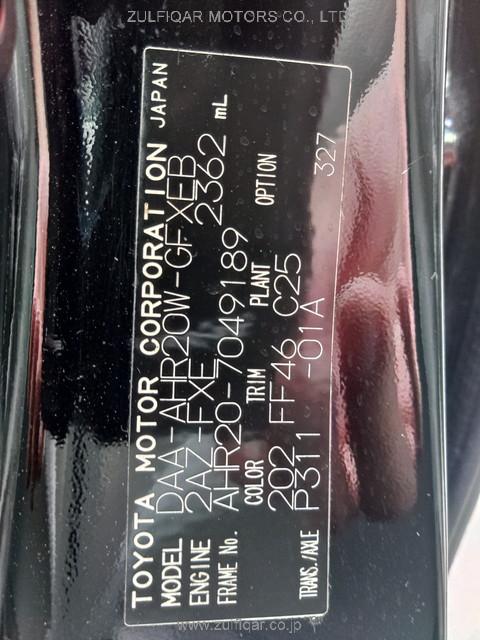 ZULFIQAR MOTORS CO., LTD
TOYOTA MOTOR CORPORATION JAPAN
MODEL DAA-AHR20W-GFXEB
ENGINE 2AZ-FXE 2362 mL
FRAME No. AHR20-7049189
COLOR TRIM PLANT OPTION
202 FF46 C25
TRANS./AXLE P311 -01A 327
www.zulfiqar.co.jp